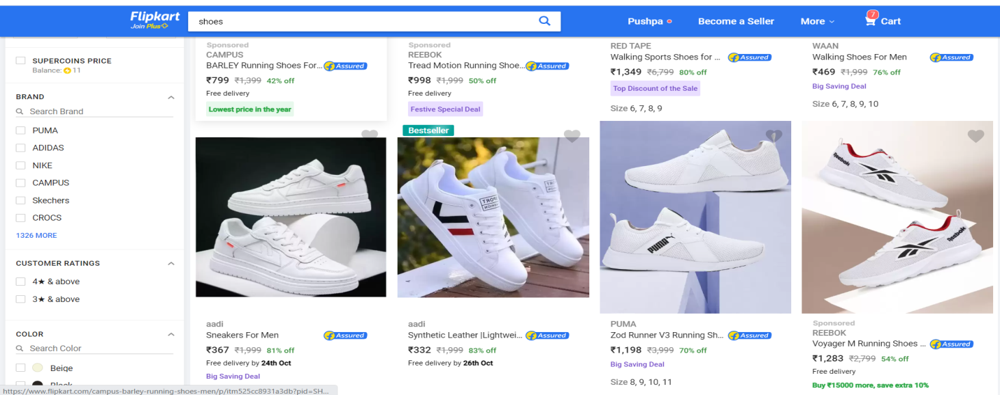 Flipkart
Join Plus
shoes
Pushpa
Become a Seller
More
7
Cart
SUPERCOINS PRICE
Balance: 11
BRAND
Search Brand
PUMA
ADIDAS
NIKE
CAMPUS
Skechers
CROCS
1326 MORE
CUSTOMER RATINGS
4★ & above
3★ & above
COLOR
Search Color
Beige
Black
Sponsored
CAMPUS
BARLEY Running Shoes For... Assured
₹799 ₹1,399 42% off
Free delivery
Lowest price in the year
Sponsored
REEBOK
Tread Motion Running Shoe... Assured
₹998 ₹1,999 50% off
Free delivery
Festive Special Deal
RED TAPE
Walking Sports Shoes for ... Assured
₹1,349 ₹6,799 80% off
Top Discount of the Sale
Size 6, 7, 8, 9
WAAN
Walking Shoes For Men Assured
₹469 ₹1,999 76% off
Big Saving Deal
Size 6, 7, 8, 9, 10
aadi
Sneakers For Men Assured
₹367 ₹1,999 81% off
Free delivery by 24th Oct
Big Saving Deal
Bestseller
aadi
Synthetic Leather |Lightwei... Assured
₹332 ₹1,999 83% off
Free delivery by 26th Oct
PUMA
PUMA
Zod Runner V3 Running Sh... Assured
₹1,198 ₹3,999 70% off
Big Saving Deal
Size 8, 9, 10, 11
Reebok
Reebok
Sponsored
REEBOK
Voyager M Running Shoes ... Assured
₹1,283 ₹2,799 54% off
Free delivery
Buy ₹15000 more, save extra 10%
https://www.flipkart.com/campus-barley-running-shoes-men/p/itm525cc8931a3db?pid=SH...